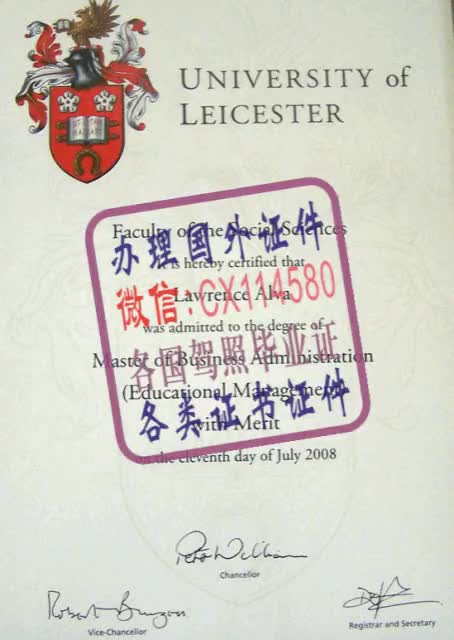 UNIVERSITY of
LEICESTER
Faculty of the Social Sciences
办理国外证件
It is hereby certified that
微信:CX114580
Lawrence Alva
was admitted to the degree of
各国驾照毕业证
Master of Business Administration
(Educational Management)
各类证书证件
with Merit
on the eleventh day of July 2008
Chancellor
Vice-Chancellor
Registrar and Secretary